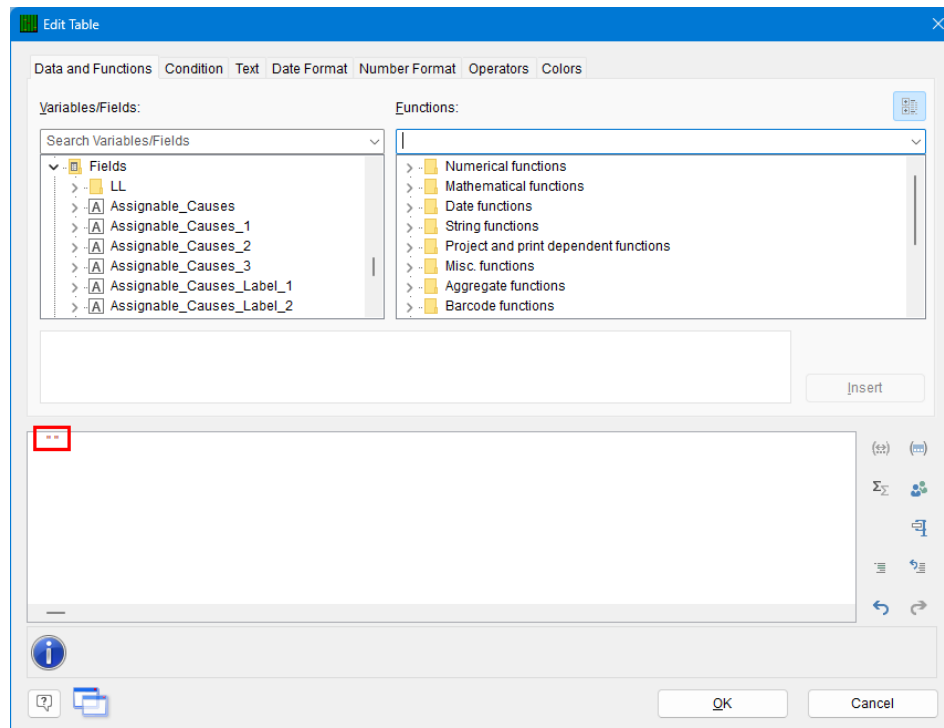 Edit Table
Data and Functions Condition Text Date Format Number Format Operators Colors
Variables/Fields: Functions:
Search Variables/Fields
Fields
LL
Assignable_Causes
Assignable_Causes_1
Assignable_Causes_2
Assignable_Causes_3
Assignable_Causes_Label_1
Assignable_Causes_Label_2
Numerical functions
Mathematical functions
Date functions
String functions
Project and print dependent functions
Misc. functions
Aggregate functions
Barcode functions
Insert
""
OK Cancel